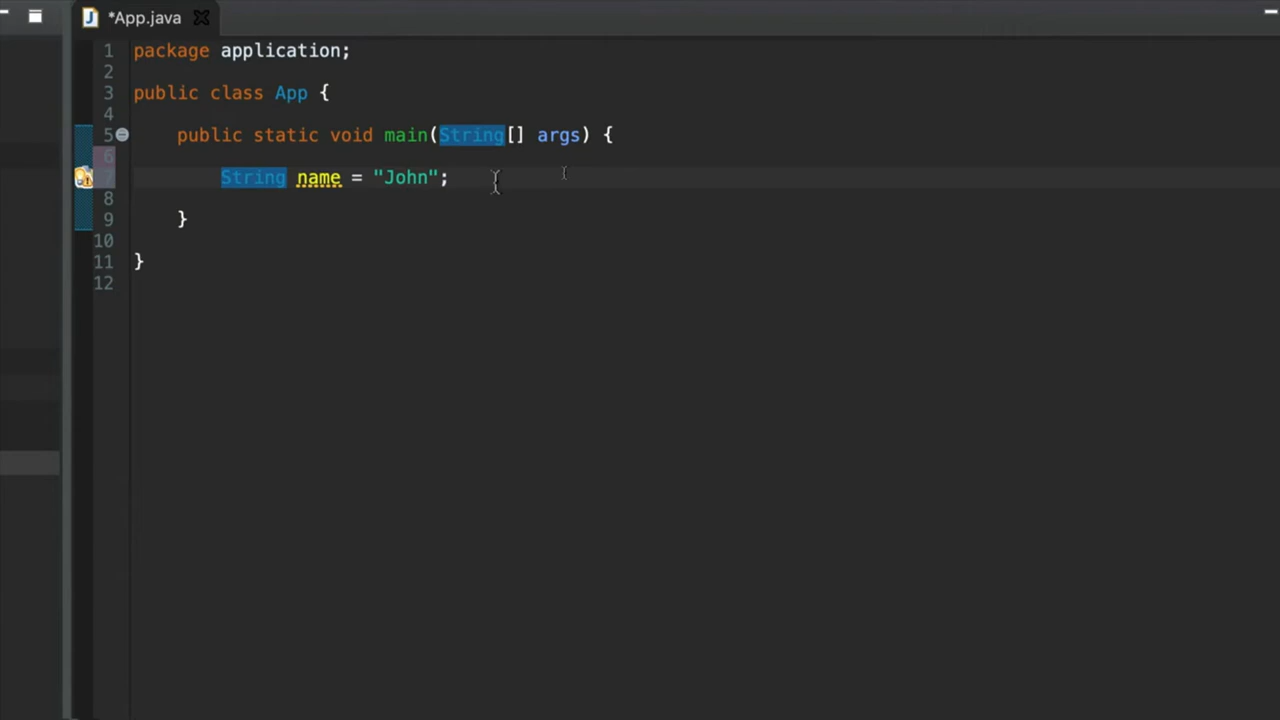 *App.java
1 package application;
2
3 public class App {
4
5 public static void main(String[] args) {
6
7 String name = "John";
8
9 }
10
11 }
12